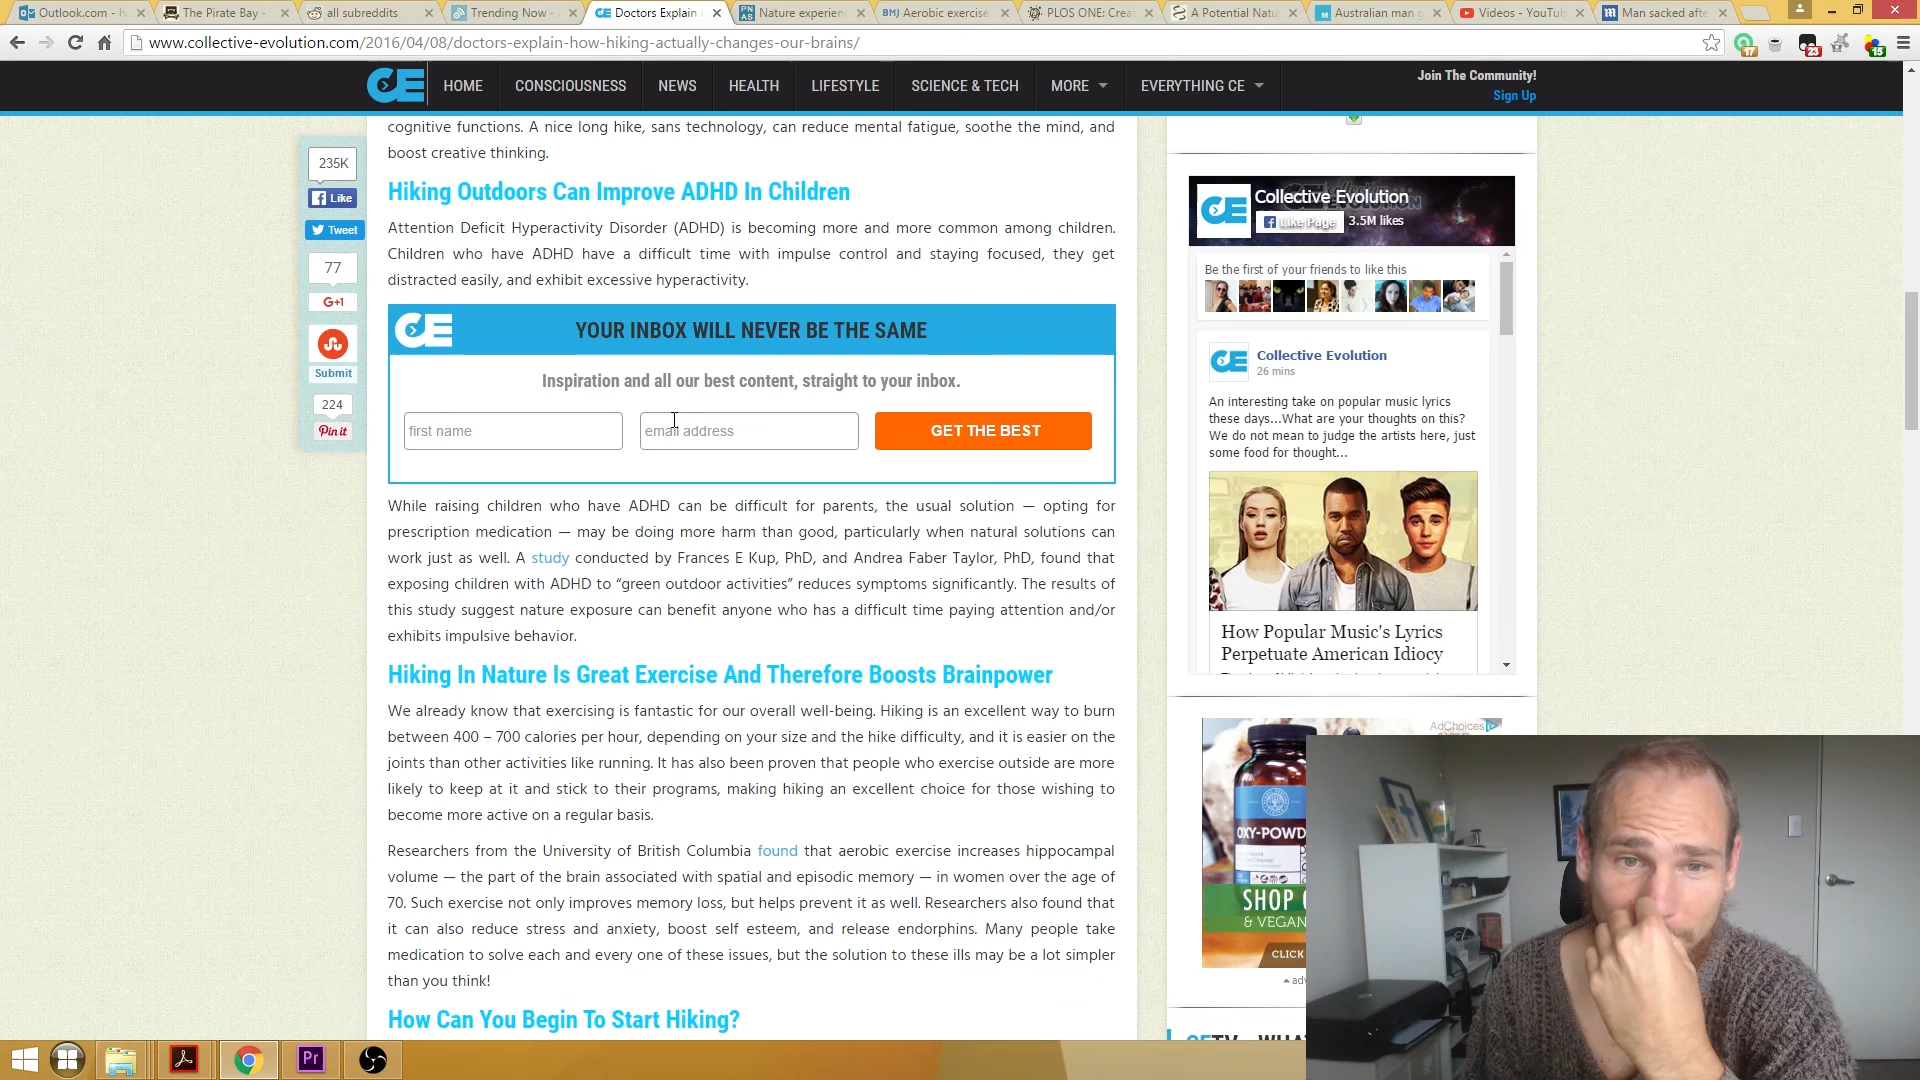 Outlook.com - h
The Pirate Bay -
all subreddits
Trending Now -
Doctors Explain
Nature experien
BMJ Aerobic exercise
PLOS ONE: Crea
A Potential Natu
Australian man g
Videos - YouTub
Man sacked afte
www.collective-evolution.com/2016/04/08/doctors-explain-how-hiking-actually-changes-our-brains/
17
23
15
CE HOME CONSCIOUSNESS NEWS HEALTH LIFESTYLE SCIENCE & TECH MORE EVERYTHING CE
Join The Community!
Sign Up
cognitive functions. A nice long hike, sans technology, can reduce mental fatigue, soothe the mind, and
boost creative thinking.
235K
Like
Tweet
77
G+1
Submit
224
Pin it
Hiking Outdoors Can Improve ADHD In Children
Attention Deficit Hyperactivity Disorder (ADHD) is becoming more and more common among children.
Children who have ADHD have a difficult time with impulse control and staying focused, they get
distracted easily, and exhibit excessive hyperactivity.
CE YOUR INBOX WILL NEVER BE THE SAME
Inspiration and all our best content, straight to your inbox.
first name
email address
GET THE BEST
While raising children who have ADHD can be difficult for parents, the usual solution — opting for
prescription medication — may be doing more harm than good, particularly when natural solutions can
work just as well. A study conducted by Frances E Kup, PhD, and Andrea Faber Taylor, PhD, found that
exposing children with ADHD to “green outdoor activities” reduces symptoms significantly. The results of
this study suggest nature exposure can benefit anyone who has a difficult time paying attention and/or
exhibits impulsive behavior.
Hiking In Nature Is Great Exercise And Therefore Boosts Brainpower
We already know that exercising is fantastic for our overall well-being. Hiking is an excellent way to burn
between 400 – 700 calories per hour, depending on your size and the hike difficulty, and it is easier on the
joints than other activities like running. It has also been proven that people who exercise outside are more
likely to keep at it and stick to their programs, making hiking an excellent choice for those wishing to
become more active on a regular basis.
Researchers from the University of British Columbia found that aerobic exercise increases hippocampal
volume — the part of the brain associated with spatial and episodic memory — in women over the age of
70. Such exercise not only improves memory loss, but helps prevent it as well. Researchers also found that
it can also reduce stress and anxiety, boost self esteem, and release endorphins. Many people take
medication to solve each and every one of these issues, but the solution to these ills may be a lot simpler
than you think!
How Can You Begin To Start Hiking?
CE Collective Evolution
Like Page 3.5M likes
Be the first of your friends to like this
CE Collective Evolution
26 mins
An interesting take on popular music lyrics
these days...What are your thoughts on this?
We do not mean to judge the artists here, just
some food for thought...
How Popular Music's Lyrics
Perpetuate American Idiocy
AdChoices
OXY-POWD
SHOP
& VEGAN
CLICK
Pr